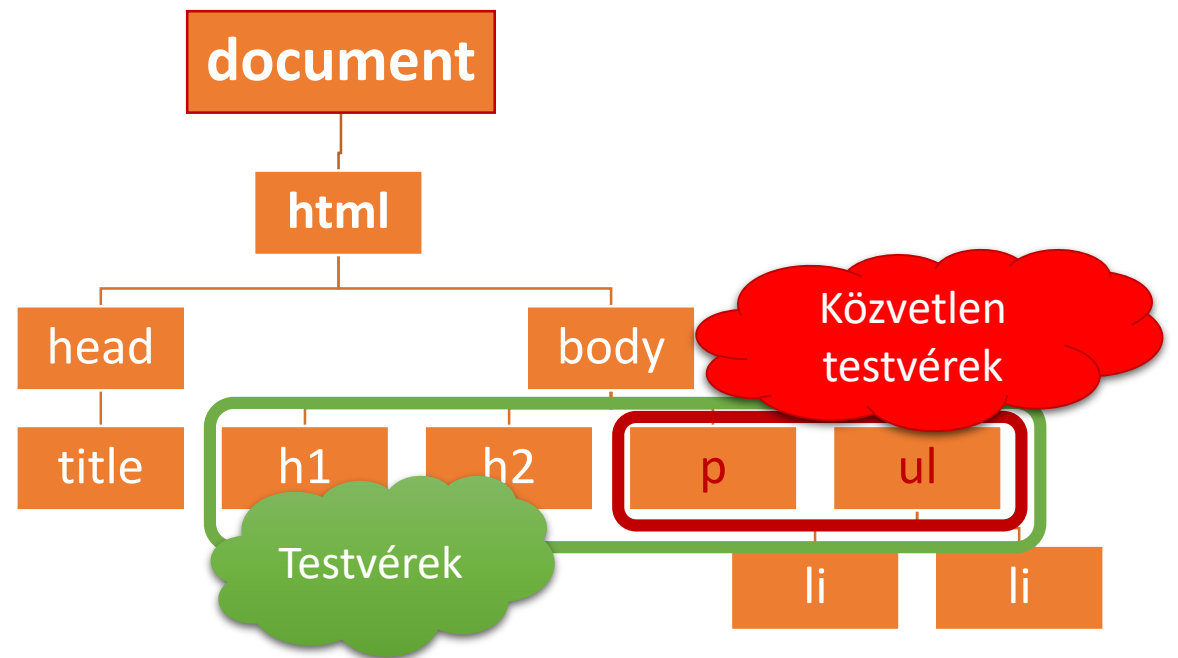 document
html
head
body
Közvetlen
testvérek
title
h1
h2
p
ul
Testvérek
li
li